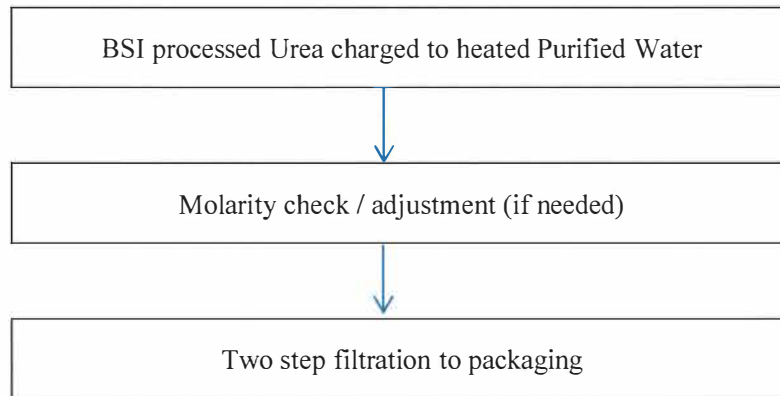 BSI processed Urea charged to heated Purified Water
Molarity check / adjustment (if needed)
Two step filtration to packaging